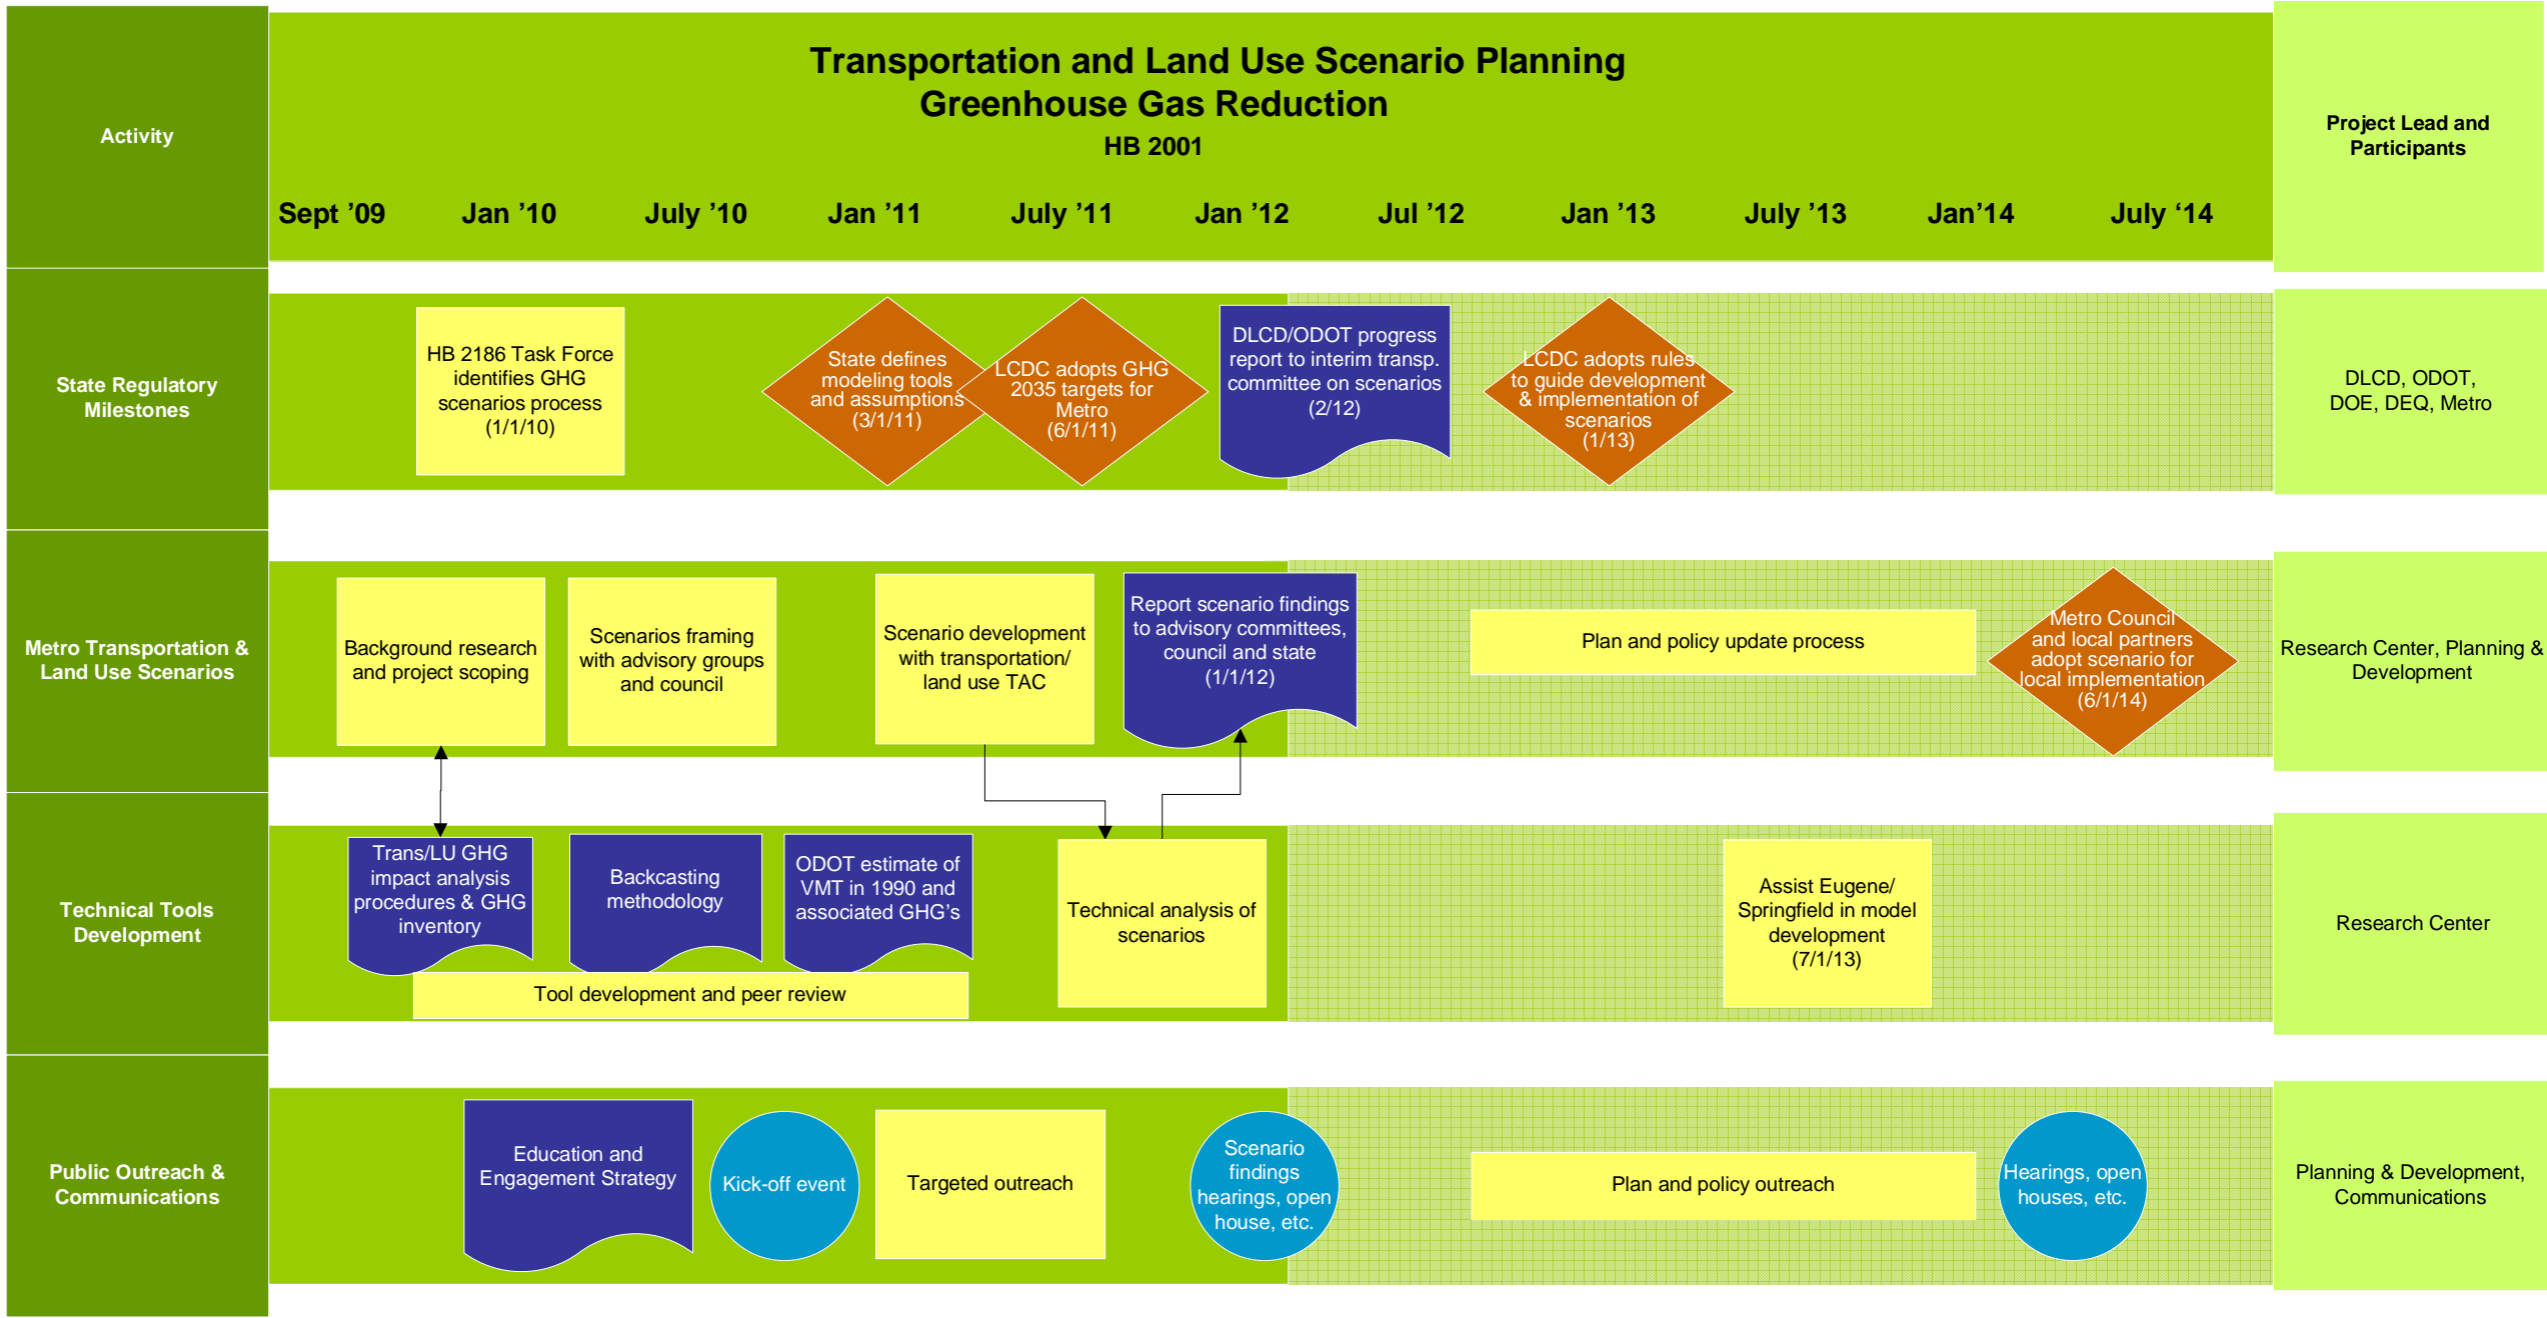 Activity
Transportation and Land Use Scenario Planning
Greenhouse Gas Reduction
HB 2001
Sept ’09
Jan ’10
July ’10
Jan ’11
July ’11
Jan ’12
Jul ’12
Jan ’13
July ’13
Jan’14
July ‘14
Project Lead and
Participants
State Regulatory
Milestones
HB 2186 Task Force
identifies GHG
scenarios process
(1/1/10)
State defines
modeling tools
and assumptions
(3/1/11)
LCDC adopts GHG
2035 targets for
Metro
(6/1/11)
DLCD/ODOT progress
report to interim transp.
committee on scenarios
(2/12)
LCDC adopts rules
to guide development
& implementation of
scenarios
(1/13)
DLCD, ODOT,
DOE, DEQ, Metro
Metro Transportation &
Land Use Scenarios
Background research
and project scoping
Scenarios framing
with advisory groups
and council
Scenario development
with transportation/
land use TAC
Report scenario findings
to advisory committees,
council and state
(1/1/12)
Plan and policy update process
Metro Council
and local partners
adopt scenario for
local implementation
(6/1/14)
Research Center, Planning &
Development
Technical Tools
Development
Trans/LU GHG
impact analysis
procedures & GHG
inventory
Backcasting
methodology
ODOT estimate of
VMT in 1990 and
associated GHG’s
Tool development and peer review
Technical analysis of
scenarios
Assist Eugene/
Springfield in model
development
(7/1/13)
Research Center
Public Outreach &
Communications
Education and
Engagement Strategy
Kick-off event
Targeted outreach
Scenario
findings
hearings, open
house, etc.
Plan and policy outreach
Hearings, open
houses, etc.
Planning & Development,
Communications